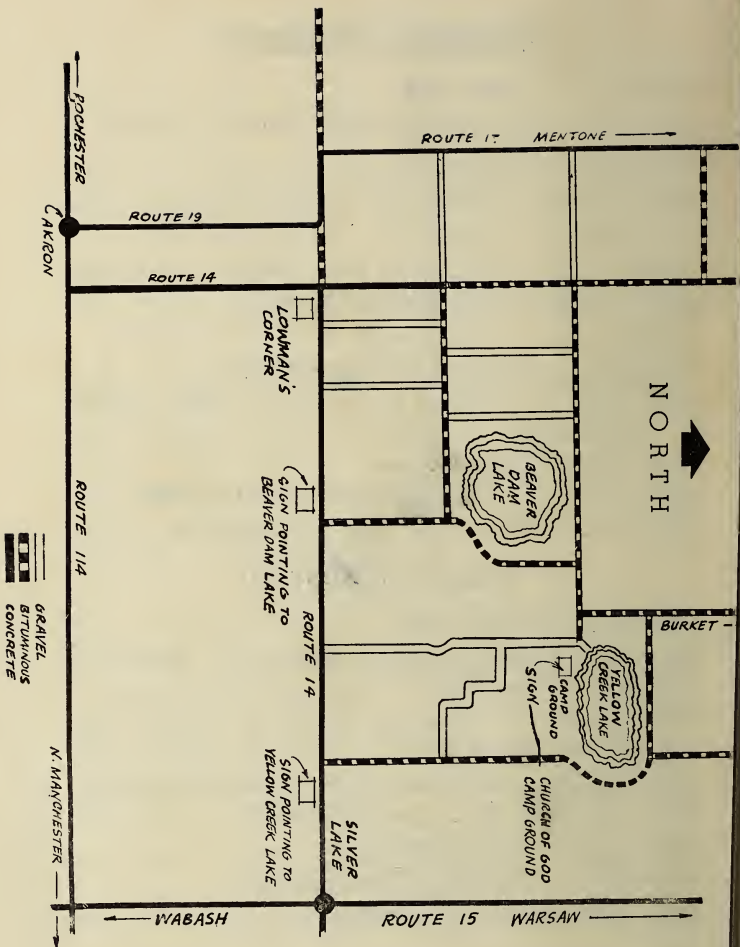 ROUTE MENTONE
ROCHESTER
AKRON
ROUTE 19
ROUTE 14
LOWMAN'S
CORNER
NORTH
BEAVER
DAM
LAKE
SIGN POINTING TO
BEAVER DAM LAKE
ROUTE 114
ROUTE 14
BURKET
YELLOW
CREEK LAKE
CAMP
GROUND
SIGN
CHURCH OF GOD
CAMP GROUND
SIGN POINTING TO
YELLOW CREEK LAKE
SILVER
LAKE
GRAVEL
BITUMINOUS
CONCRETE
N. MANCHESTER
WABASH
ROUTE 15 WARSAW